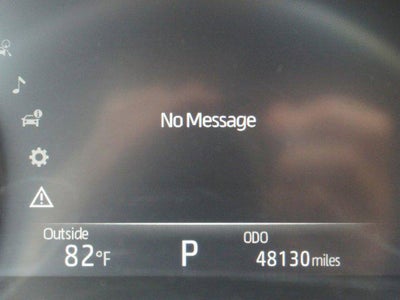 No Message
Outside
ODO
82°F
P
48130 miles